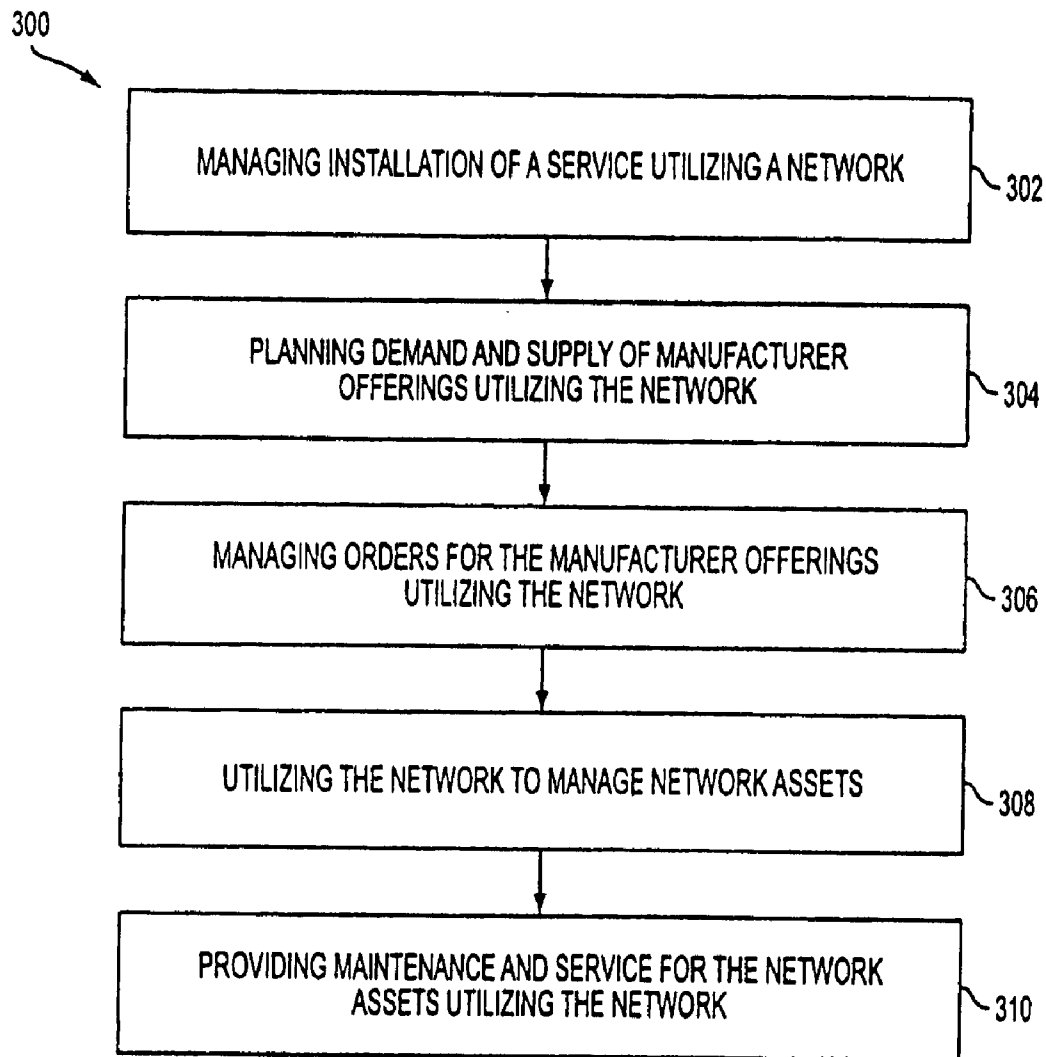 300
MANAGING INSTALLATION OF A SERVICE UTILIZING A NETWORK
302
PLANNING DEMAND AND SUPPLY OF MANUFACTURER
OFFERINGS UTILIZING THE NETWORK
304
MANAGING ORDERS FOR THE MANUFACTURER OFFERINGS
UTILIZING THE NETWORK
306
UTILIZING THE NETWORK TO MANAGE NETWORK ASSETS
308
PROVIDING MAINTENANCE AND SERVICE FOR THE NETWORK
ASSETS UTILIZING THE NETWORK
310